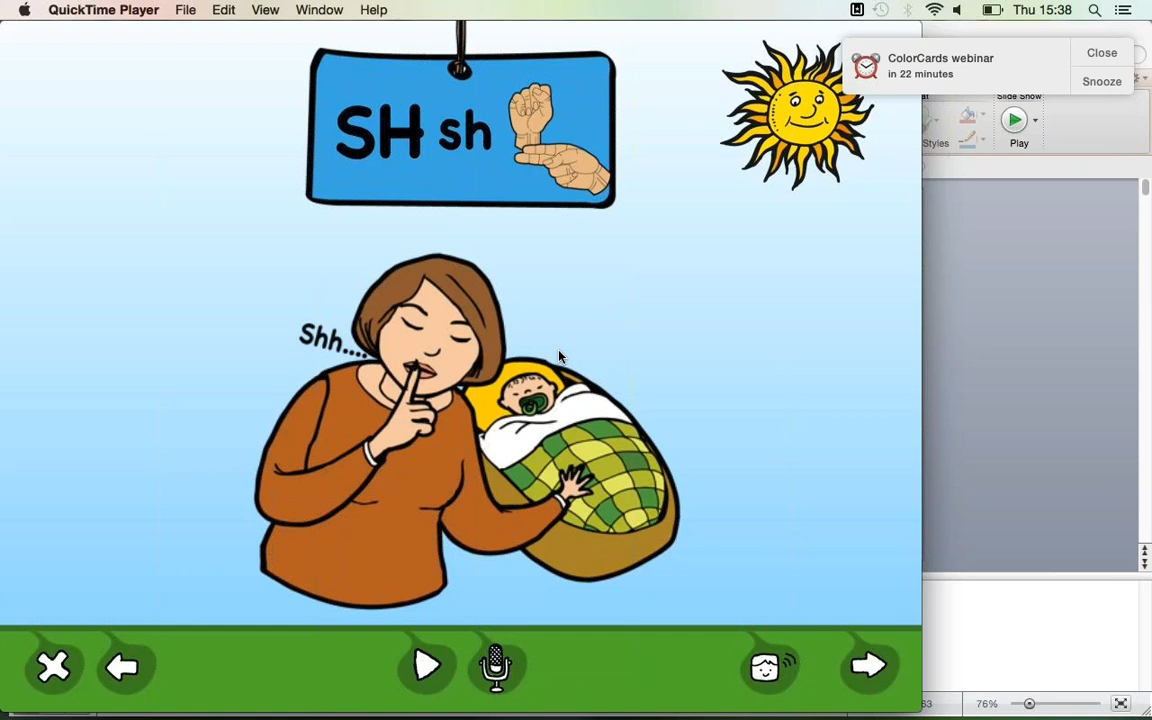 QuickTime Player File Edit View Window Help Thu 15:38
ColorCards webinar
in 22 minutes
Close
Snooze
Slide Show
Styles
Play
SH sh
Shh....
63 76%